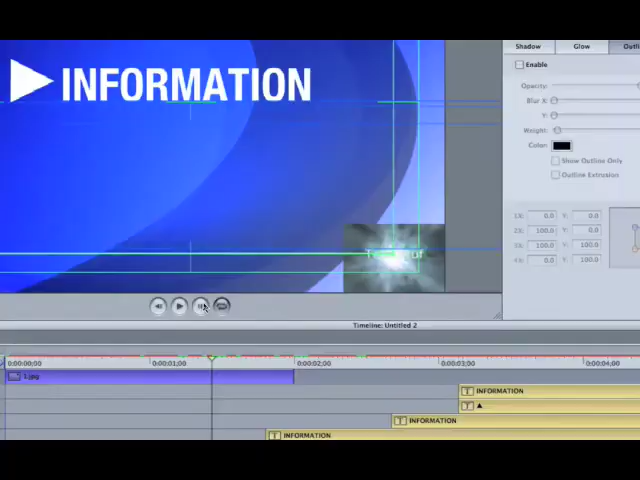 Shadow Glow
Enable
INFORMATION
Opacity:
Blur X:
Y:
Weight:
Color:
Show Outline Only
Outline Extrusion
1X: 0.0 Y: 0.0
2X: 100.0 Y: 0.0
3X: 100.0 Y: 100.0
4X: 0.0 Y: 100.0
Timeline: Untitled 2
0:00:00;00 0:00:01;00 0:00:02;00 0:00:03;00 0:00:04;00
1.jpg
T INFORMATION
T
T INFORMATION
T INFORMATION